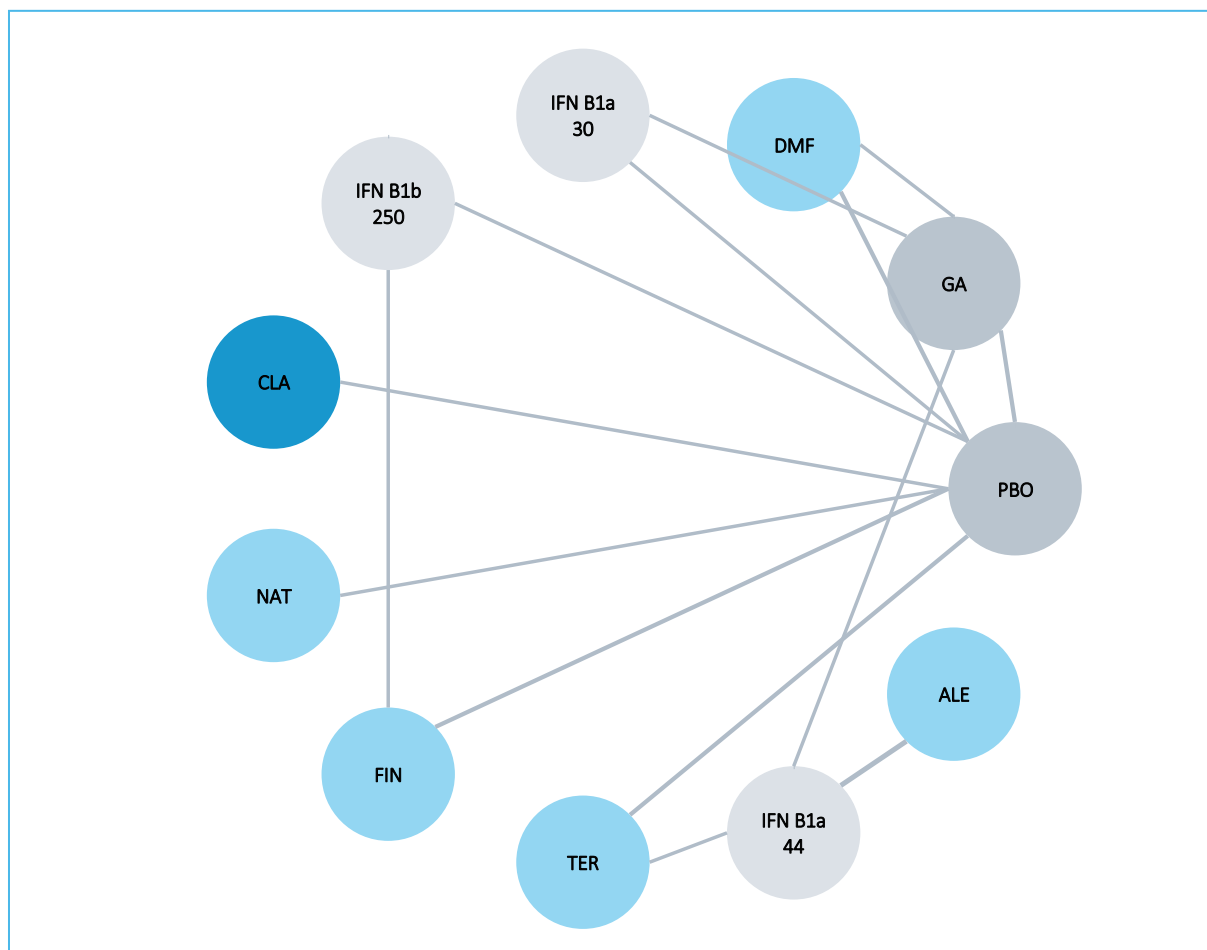 IFN B1a
30
DMF
IFN B1b
250
GA
CLA
PBO
NAT
ALE
FIN
IFN B1a
44
TER